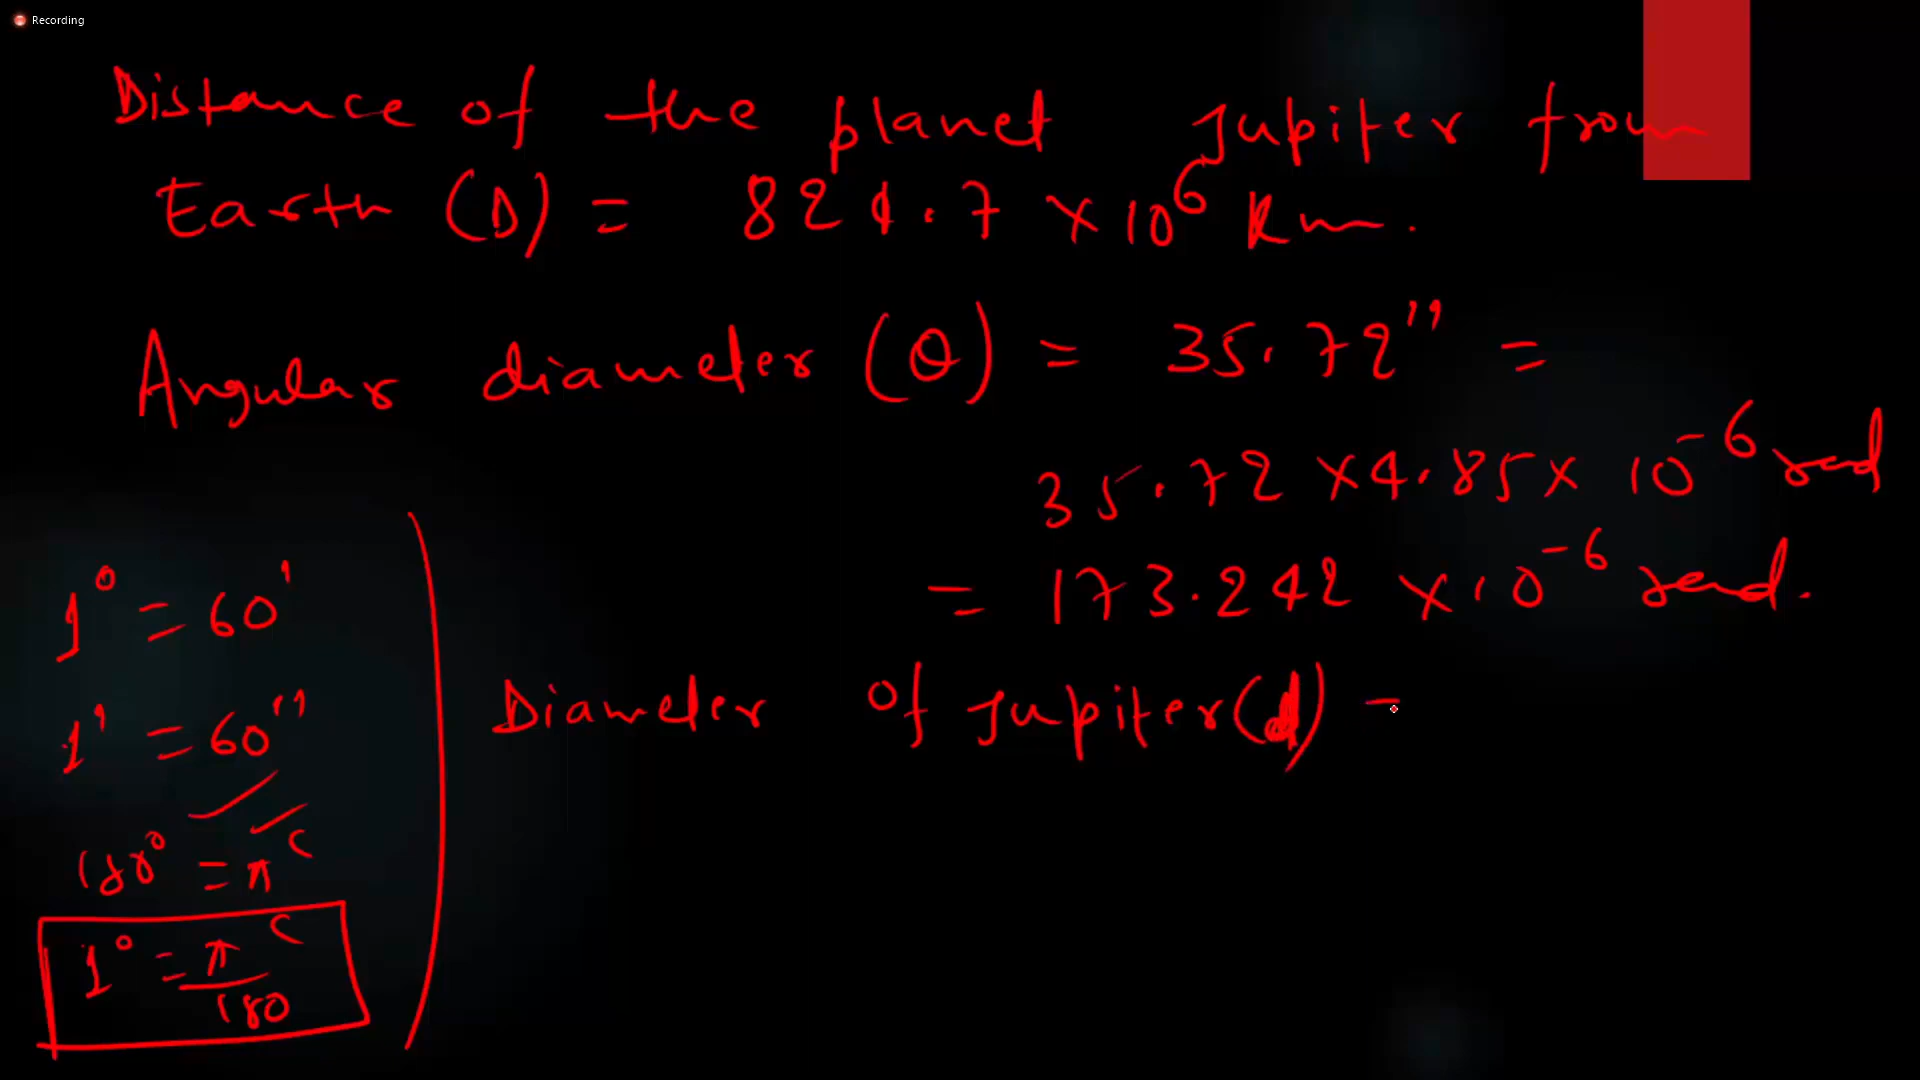 Recording
Distance of the planet Jupiter from
Earth (D) = 824.7 × 10⁶ Km.
Angular diameter (θ) = 35.72'' =
35.72 × 4.85 × 10⁻⁶ rad
= 173.242 × 10⁻⁶ rad.
Diameter of Jupiter (d) =
1° = 60'
1' = 60''
180° = π^c
1° = π^c/180